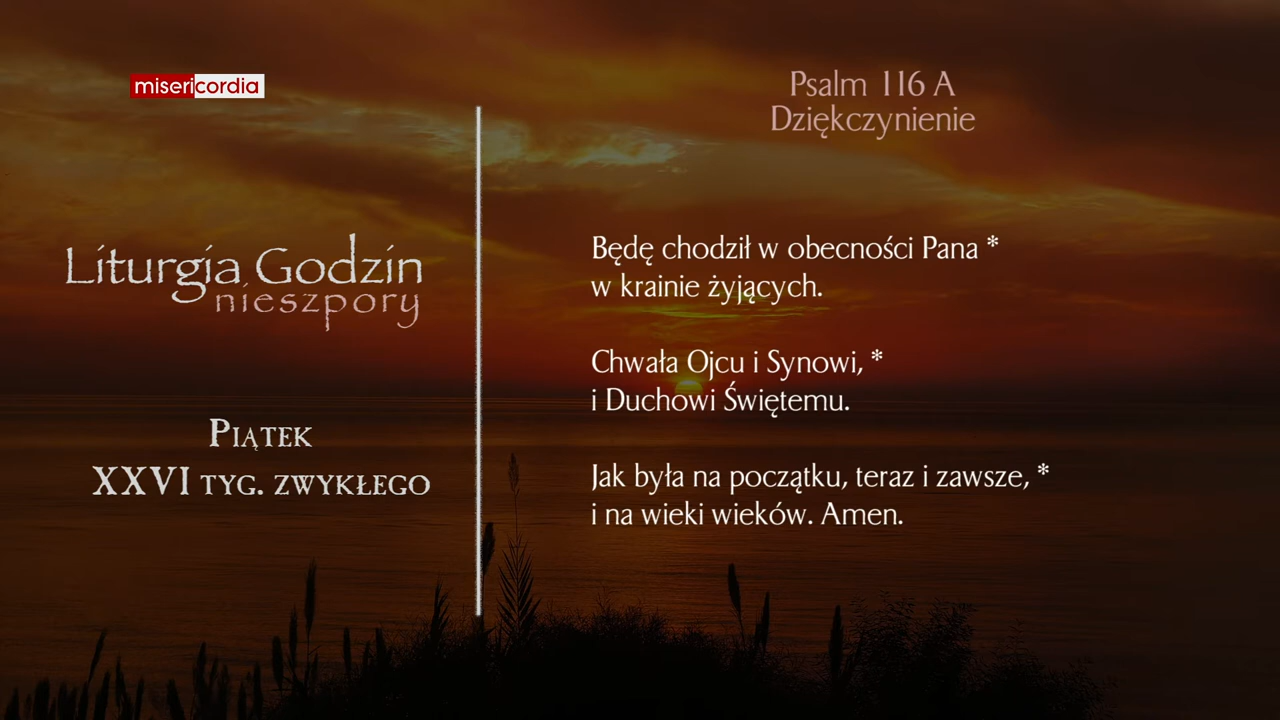 misericordia
Liturgia Godzin
nieszpory
Piątek
XXVI tyg. zwykłego
Psalm 116 A
Dziękczynienie
Będę chodził w obecności Pana *
w krainie żyjących.
Chwała Ojcu i Synowi, *
i Duchowi Świętemu.
Jak była na początku, teraz i zawsze, *
i na wieki wieków. Amen.